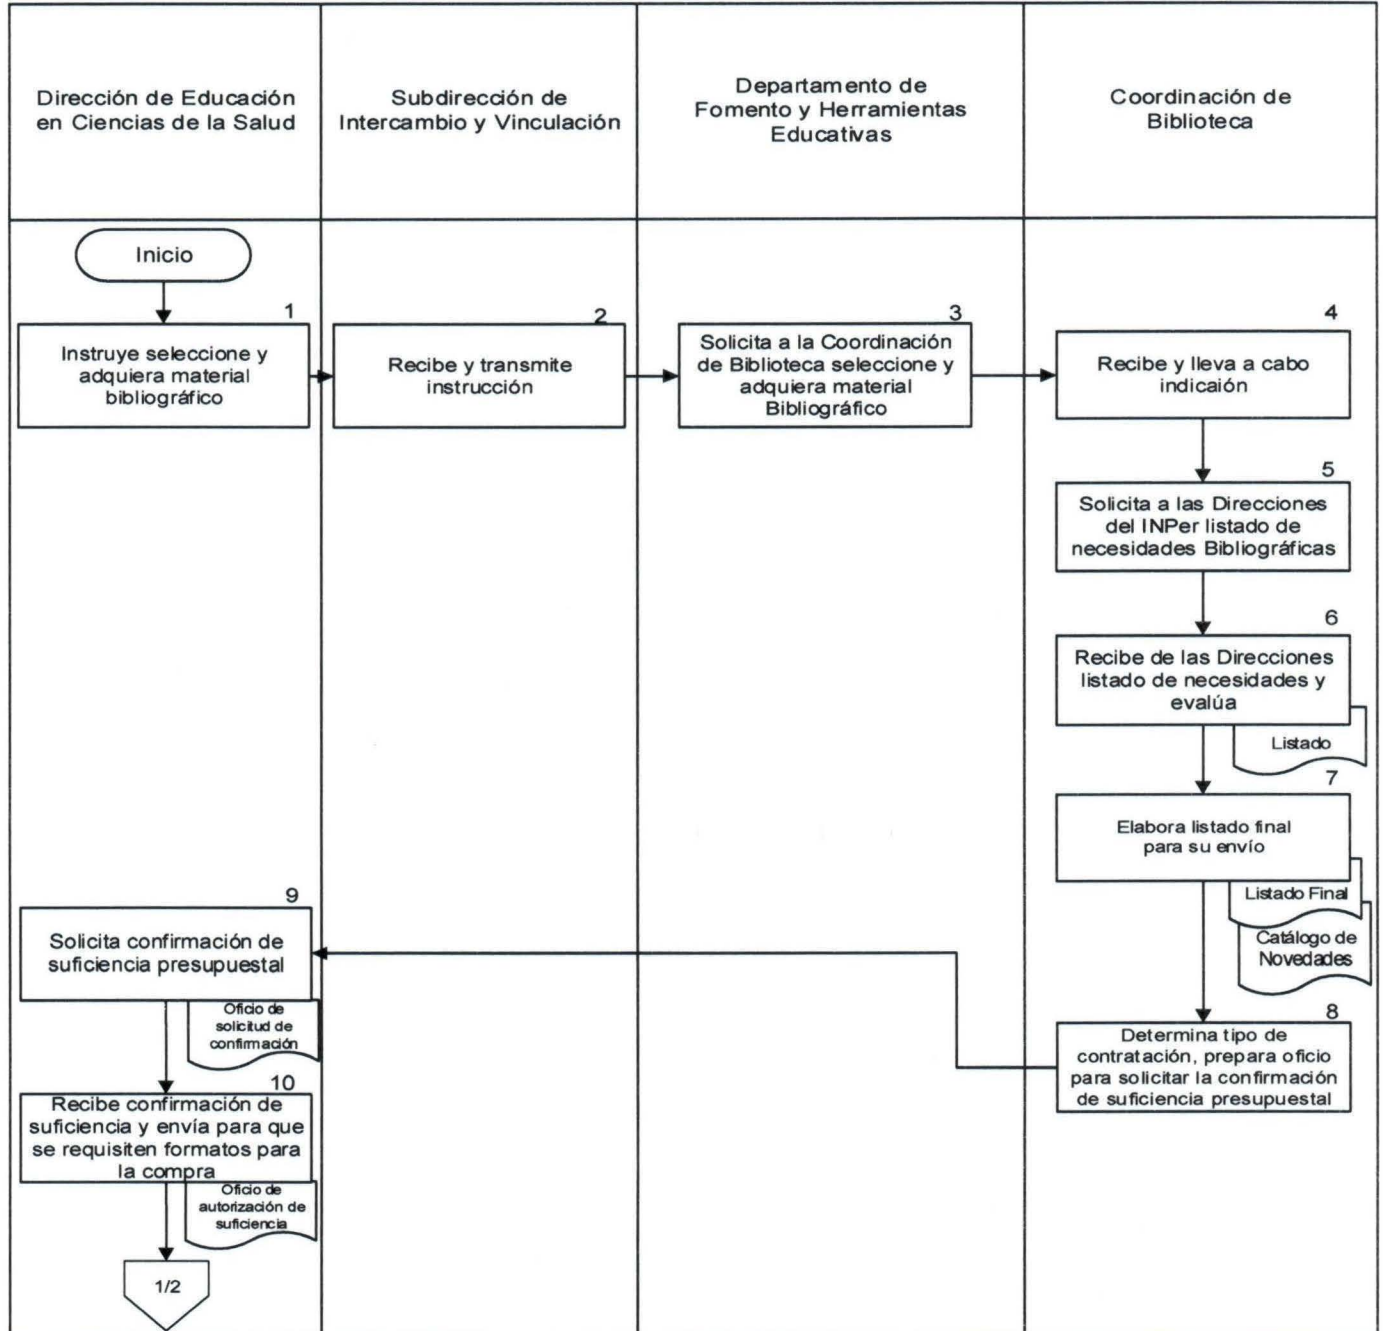 Dirección de Educación
en Ciencias de la Salud
Subdirección de
Intercambio y Vinculación
Departamento de
Fomento y Herramientas
Educativas
Coordinación de
Biblioteca
Inicio
1
Instruye seleccione y
adquiera material
bibliográfico
2
Recibe y transmite
instrucción
3
Solicita a la Coordinación
de Biblioteca seleccione y
adquiera material
Bibliográfico
4
Recibe y lleva a cabo
indicaión
5
Solicita a las Direcciones
del INPer listado de
necesidades Bibliográficas
6
Recibe de las Direcciones
listado de necesidades y
evalúa
Listado
7
Elabora listado final
para su envío
Listado Final
Catálogo de
Novedades
8
Determina tipo de
contratación, prepara oficio
para solicitar la confirmación
de suficiencia presupuestal
9
Solicita confirmación de
suficiencia presupuestal
Oficio de
solicitud de
confirmación
10
Recibe confirmación de
suficiencia y envía para que
se requisiten formatos para
la compra
Oficio de
autorización de
suficiencia
1/2